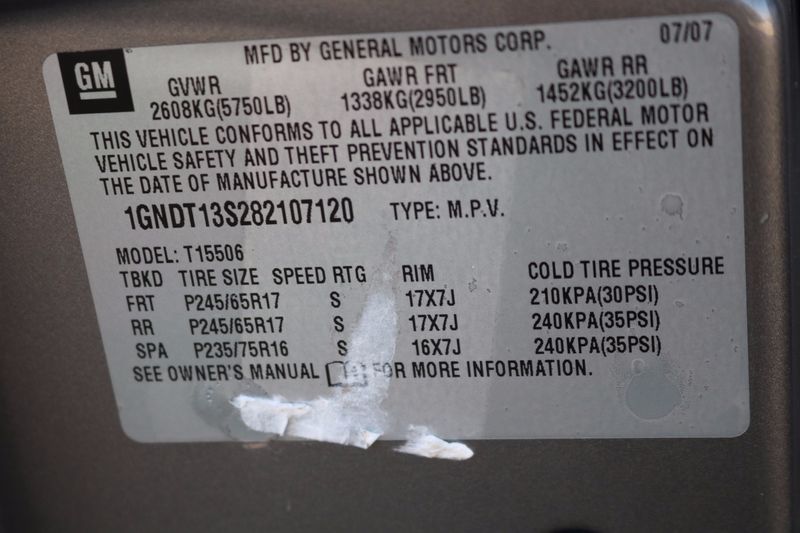 MFD BY GENERAL MOTORS CORP. 07/07
GM
GVWR GAWR FRT GAWR RR
2608KG(5750LB) 1338KG(2950LB) 1452KG(3200LB)
THIS VEHICLE CONFORMS TO ALL APPLICABLE U.S. FEDERAL MOTOR
VEHICLE SAFETY AND THEFT PREVENTION STANDARDS IN EFFECT ON
THE DATE OF MANUFACTURE SHOWN ABOVE.
1GNDT13S282107120 TYPE: M.P.V.
MODEL: T15506
TBKD TIRE SIZE SPEED RTG RIM COLD TIRE PRESSURE
FRT P245/65R17 S 17X7J 210KPA(30PSI)
RR P245/65R17 S 17X7J 240KPA(35PSI)
SPA P235/75R16 S 16X7J 240KPA(35PSI)
SEE OWNER'S MANUAL FOR MORE INFORMATION.